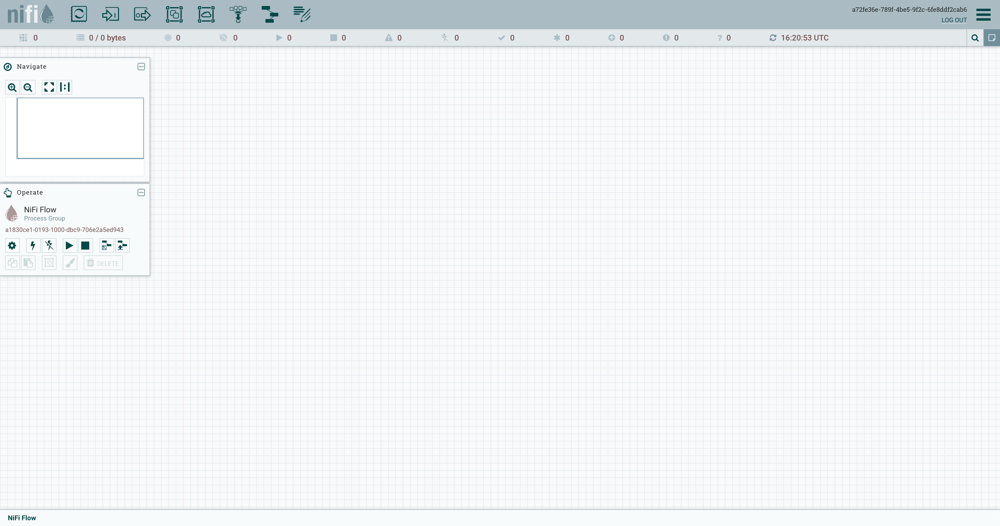 nifi
a72fe36e-789f-4be5-9f2c-6fe8ddf2cab6
LOG OUT
0 0 / 0 bytes 0 0 0 0 0 0 0 0 0 0 ? 0 16:20:53 UTC
Navigate
Operate
NiFi Flow
Process Group
a1830ce1-0193-1000-dbc9-706e2a5ed943
DELETE
NiFi Flow